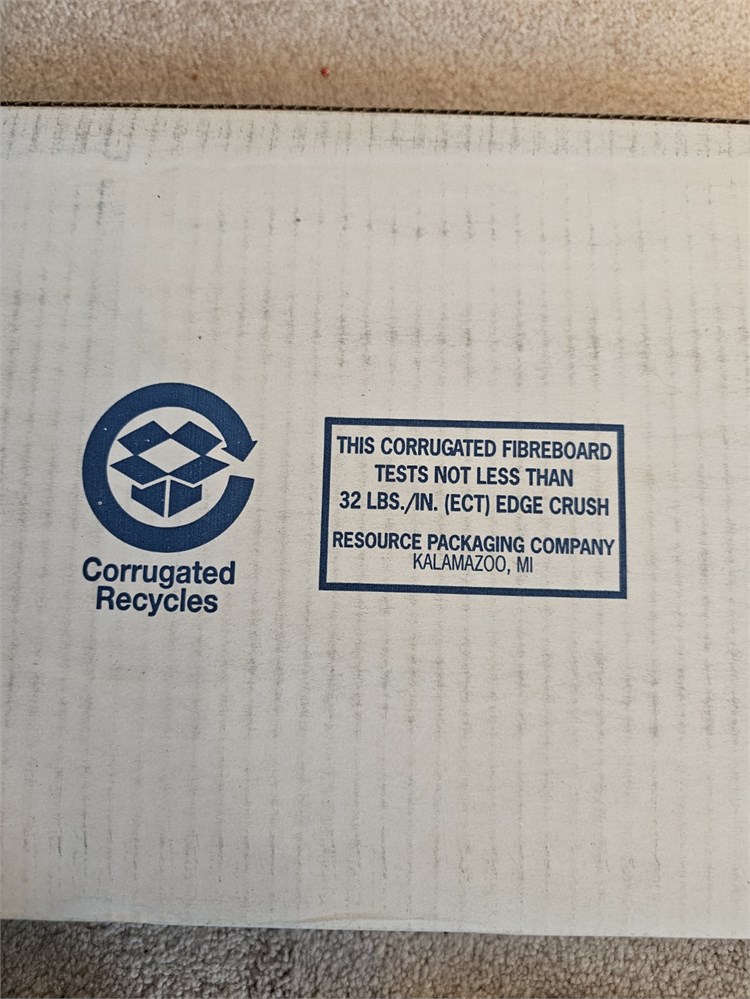 Corrugated
Recycles
THIS CORRUGATED FIBREBOARD
TESTS NOT LESS THAN
32 LBS./IN. (ECT) EDGE CRUSH
RESOURCE PACKAGING COMPANY
KALAMAZOO, MI